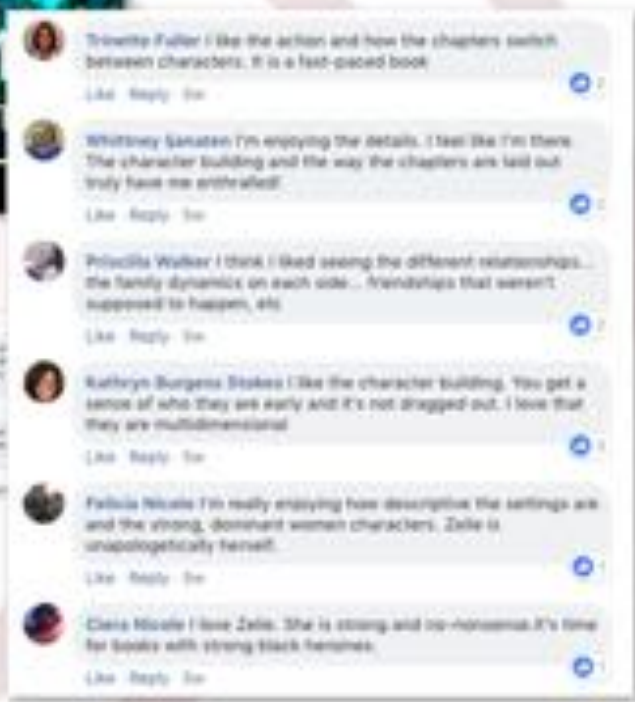 Trinette Fuller I like the action and how the chapters switch
between characters. It is a fast-paced book
Like Reply 5w
Whittney I'm enjoying the details. I feel like I'm there.
The character building and the way the chapters are laid out
truly have me enthralled!
Like Reply 5w
Priscilla Walker I think I liked seeing the different relationships...
the family dynamics on each side... friendships that weren't
supposed to happen, etc
Like Reply 5w
Kathryn Burgess Stokes I like the character building. You get a
sense of who they are early and it's not dragged out. I love that
they are multidimensional
Like Reply 5w
Felicia Nicole I'm really enjoying how descriptive the settings are
and the strong, dominant women characters. Zelie is
unapologetically herself.
Like Reply 5w
Nicole I love Zelie. She is strong and no-nonsense.It's time
for books with strong black heroines.
Like Reply 5w